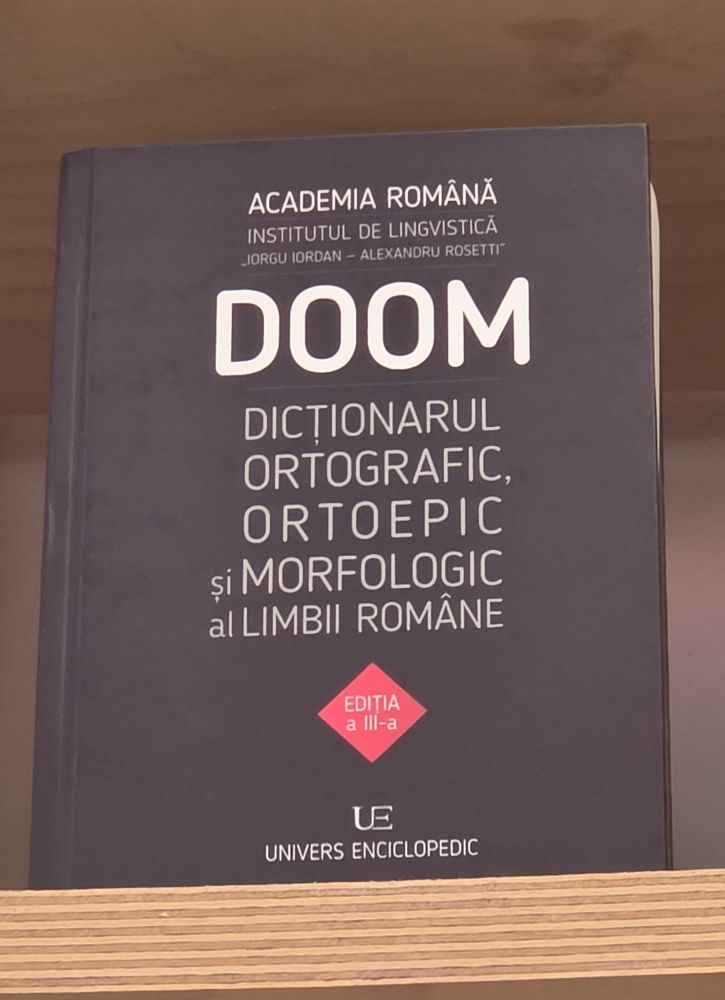 ACADEMIA ROMÂNĂ
INSTITUTUL DE LINGVISTICĂ
„IORGU IORDAN – ALEXANDRU ROSETTI”
DOOM
DICȚIONARUL
ORTOGRAFIC,
ORTOEPIC
și MORFOLOGIC
al LIMBII ROMÂNE
EDIȚIA
a III-a
UE
UNIVERS ENCICLOPEDIC